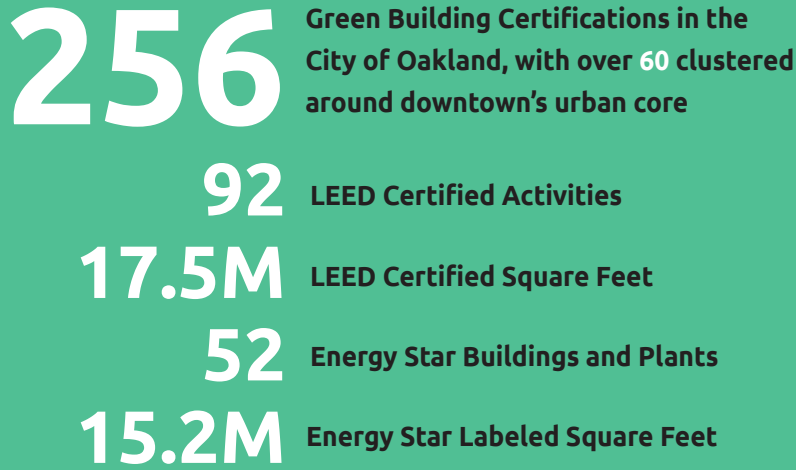 256 Green Building Certifications in the
City of Oakland, with over 60 clustered
around downtown’s urban core
92 LEED Certified Activities
17.5M LEED Certified Square Feet
52 Energy Star Buildings and Plants
15.2M Energy Star Labeled Square Feet